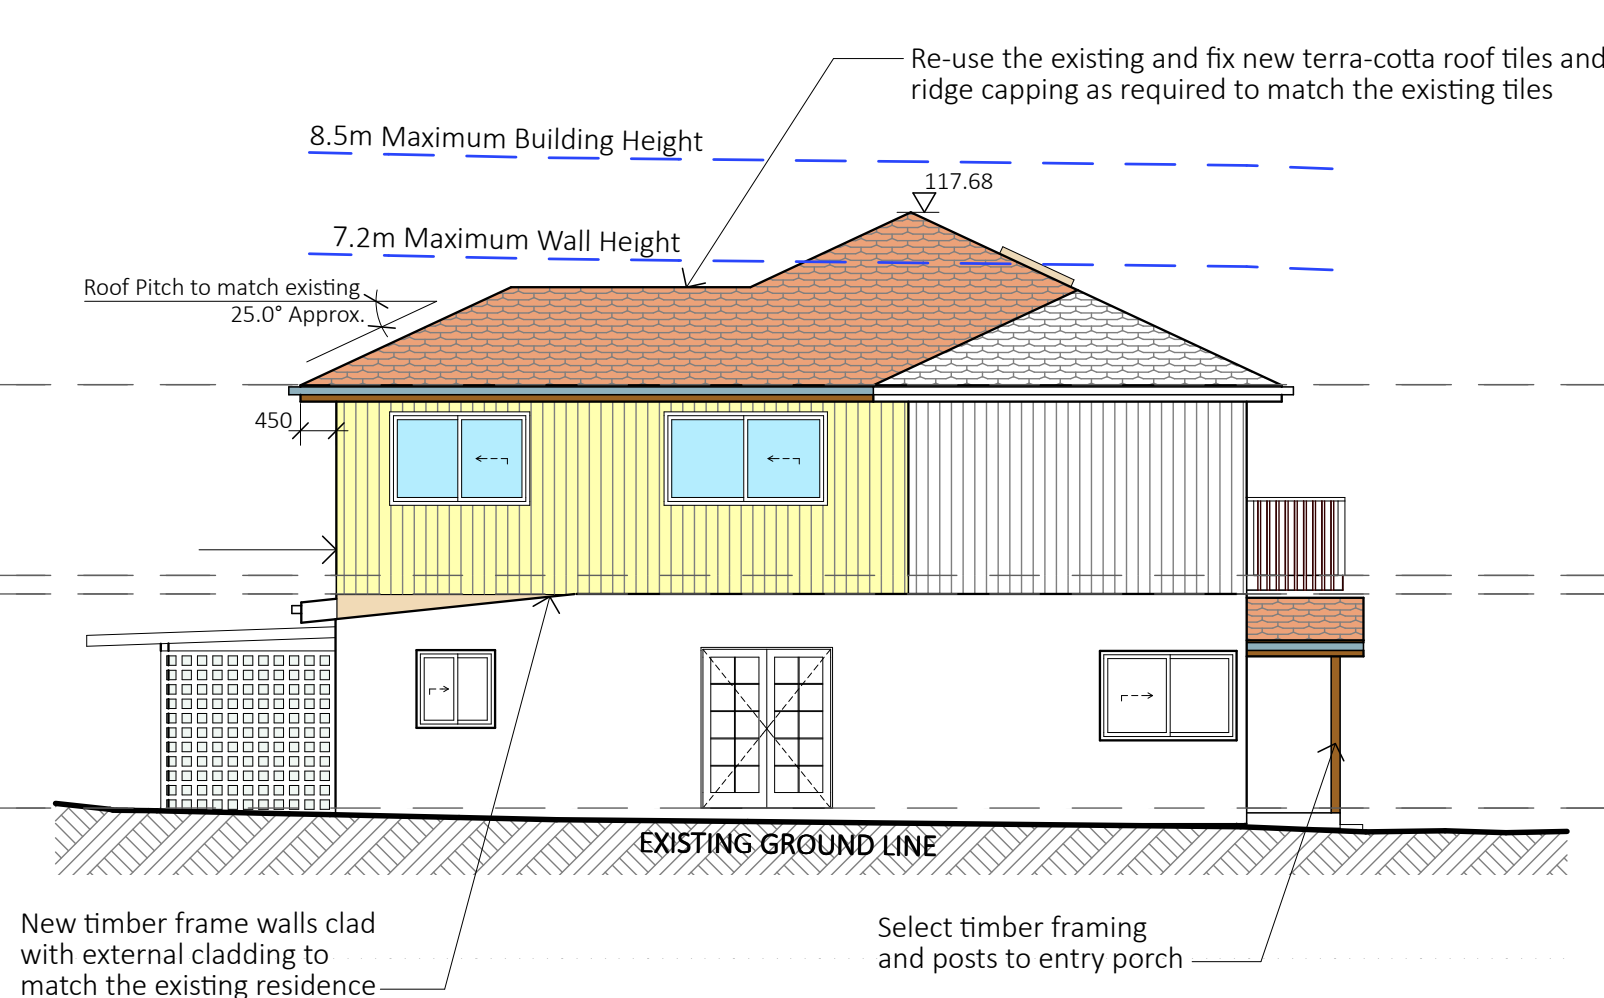 Re-use the existing and fix new terra-cotta roof tiles and
ridge capping as required to match the existing tiles
8.5m Maximum Building Height
117.68
7.2m Maximum Wall Height
Roof Pitch to match existing
25.0° Approx.
450
EXISTING GROUND LINE
New timber frame walls clad
with external cladding to
match the existing residence
Select timber framing
and posts to entry porch